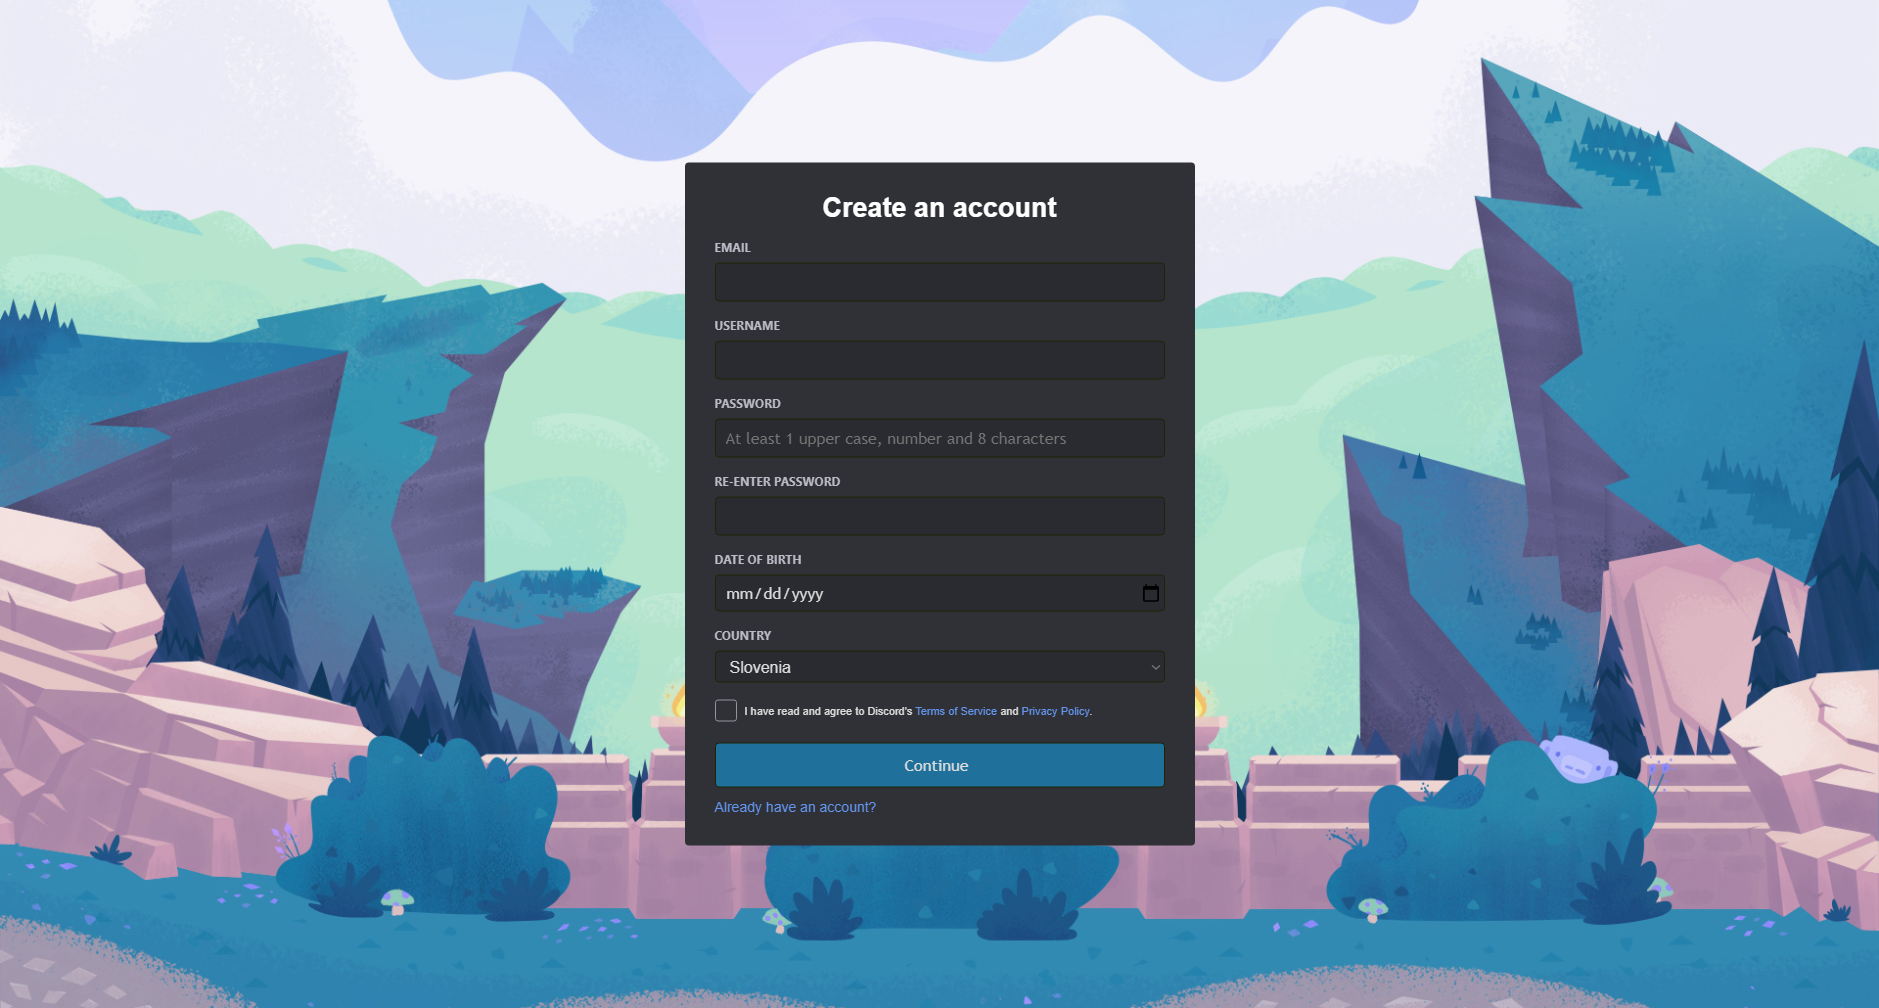 Create an account
EMAIL
USERNAME
PASSWORD
At least 1 upper case, number and 8 characters
RE-ENTER PASSWORD
DATE OF BIRTH
mm/dd/yyyy
COUNTRY
Slovenia
I have read and agree to Discord's Terms of Service and Privacy Policy.
Continue
Already have an account?